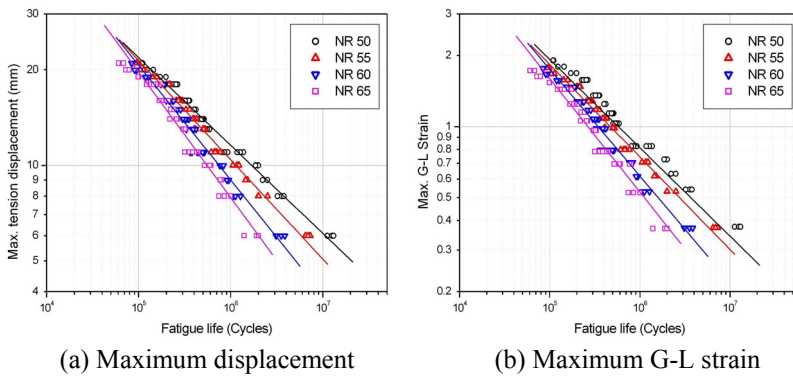 30
20
10
9
8
7
6
5
4
Max. tension displacement (mm)
NR 50
NR 55
NR 60
NR 65
10^4
10^5
10^6
10^7
Fatigue life (Cycles)
(a) Maximum displacement
3
2
1
0.9
0.8
0.7
0.6
0.5
0.4
0.3
0.2
Max. G-L Strain
NR 50
NR 55
NR 60
NR 65
10^4
10^5
10^6
10^7
Fatigue life (Cycles)
(b) Maximum G-L strain